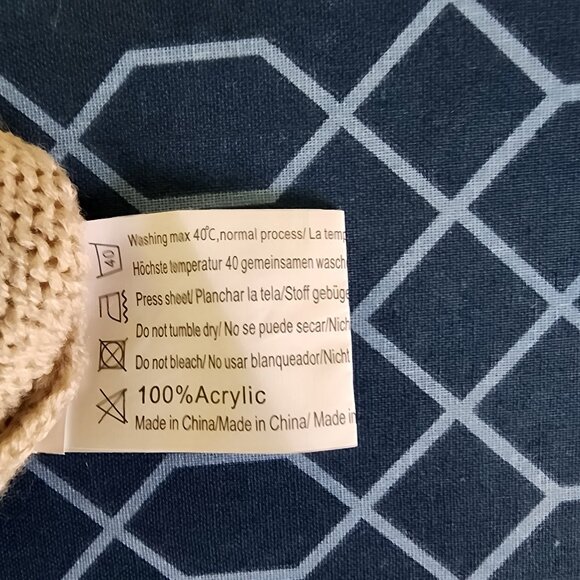 Washing max 40℃,normal process/ La temp
Höchste temperatur 40 gemeinsamen wasch
Press sheet/ Planchar la tela/Stoff gebüge
Do not tumble dry/ No se puede secar/Nich
Do not bleach/ No usar blanqueador/Nicht
100%Acrylic
Made in China/Made in China/ Made in
40